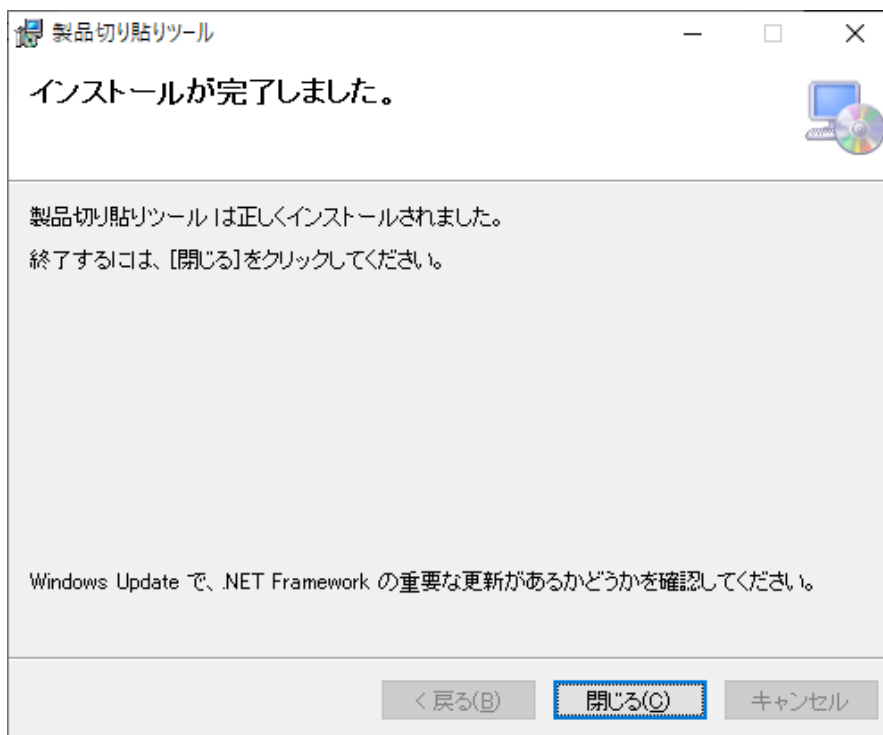 製品切り貼りツール
インストールが完了しました。
製品切り貼りツール は正しくインストールされました。
終了するには、[閉じる]をクリックしてください。
Windows Update で、.NET Framework の重要な更新があるかどうかを確認してください。
< 戻る(B) 閉じる(C) キャンセル